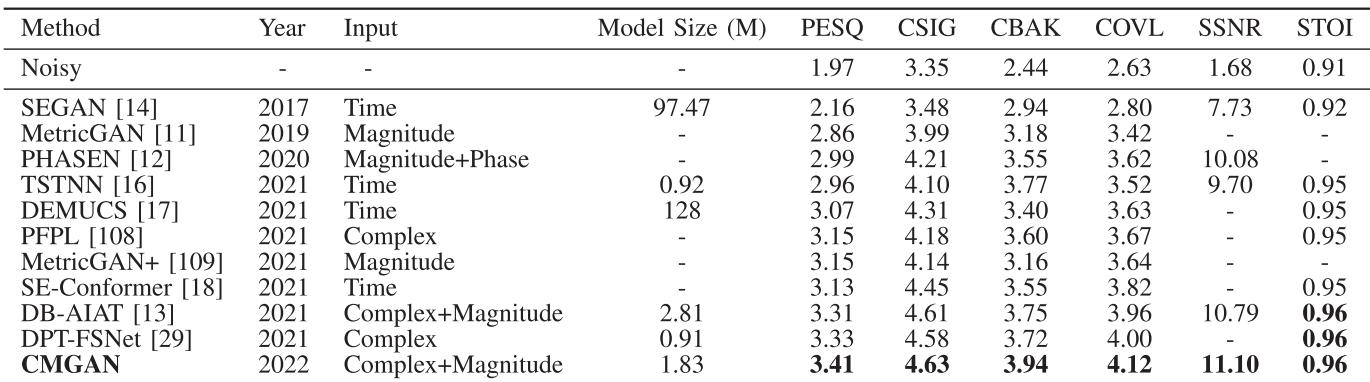 Method Year Input Model Size (M) PESQ CSIG CBAK COVL SSNR STOI
Noisy - - - 1.97 3.35 2.44 2.63 1.68 0.91
SEGAN [14] 2017 Time 97.47 2.16 3.48 2.94 2.80 7.73 0.92
MetricGAN [11] 2019 Magnitude - 2.86 3.99 3.18 3.42 - -
PHASEN [12] 2020 Magnitude+Phase - 2.99 4.21 3.55 3.62 10.08 -
TSTNN [16] 2021 Time 0.92 2.96 4.10 3.77 3.52 9.70 0.95
DEMUCS [17] 2021 Time 128 3.07 4.31 3.40 3.63 - 0.95
PFPL [108] 2021 Complex - 3.15 4.18 3.60 3.67 - 0.95
MetricGAN+ [109] 2021 Magnitude - 3.15 4.14 3.16 3.64 - -
SE-Conformer [18] 2021 Time - 3.13 4.45 3.55 3.82 - 0.95
DB-AIAT [13] 2021 Complex+Magnitude 2.81 3.31 4.61 3.75 3.96 10.79 0.96
DPT-FSNet [29] 2021 Complex 0.91 3.33 4.58 3.72 4.00 - 0.96
CMGAN 2022 Complex+Magnitude 1.83 3.41 4.63 3.94 4.12 11.10 0.96